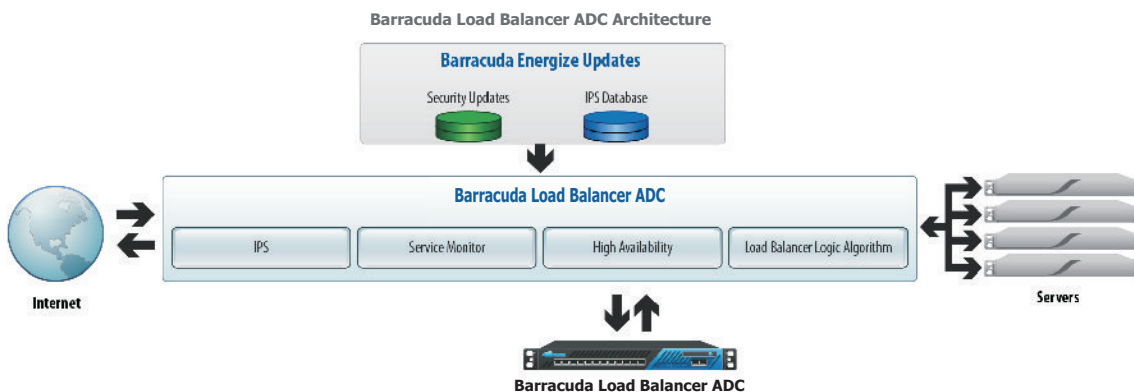 Barracuda Load Balancer ADC Architecture
Barracuda Energize Updates
Security Updates
IPS Database
Barracuda Load Balancer ADC
IPS
Service Monitor
High Availability
Load Balancer Logic Algorithm
Internet
Servers
Barracuda Load Balancer ADC